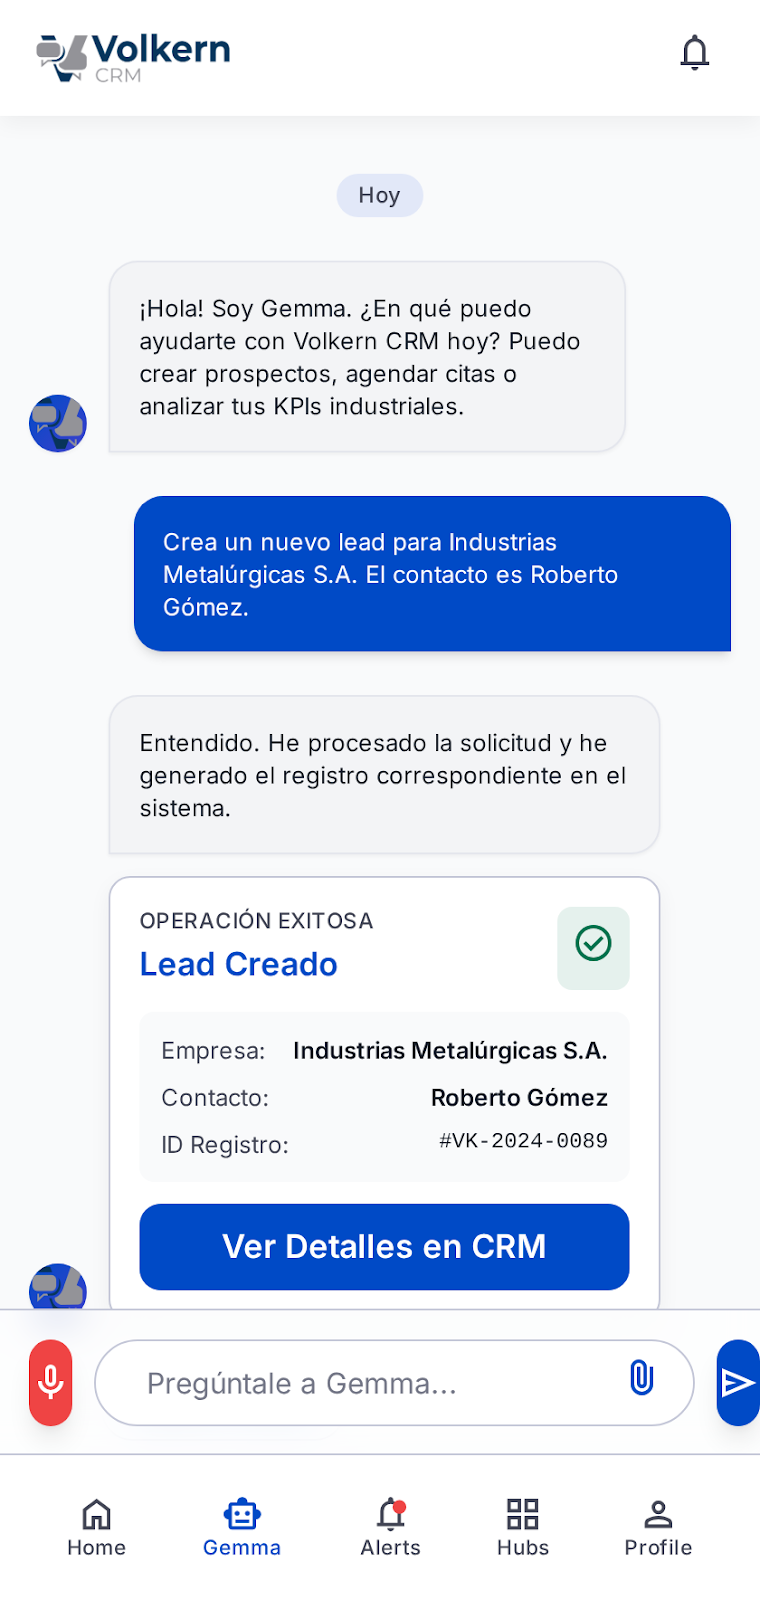 Volkern
CRM
Hoy
¡Hola! Soy Gemma. ¿En qué puedo
ayudarte con Volkern CRM hoy? Puedo
crear prospectos, agendar citas o
analizar tus KPIs industriales.
Crea un nuevo lead para Industrias
Metalúrgicas S.A. El contacto es Roberto
Gómez.
Entendido. He procesado la solicitud y he
generado el registro correspondiente en el
sistema.
OPERACIÓN EXITOSA
Lead Creado
Empresa: Industrias Metalúrgicas S.A.
Contacto: Roberto Gómez
ID Registro: #VK-2024-0089
Ver Detalles en CRM
Pregúntale a Gemma...
Home Gemma Alerts Hubs Profile